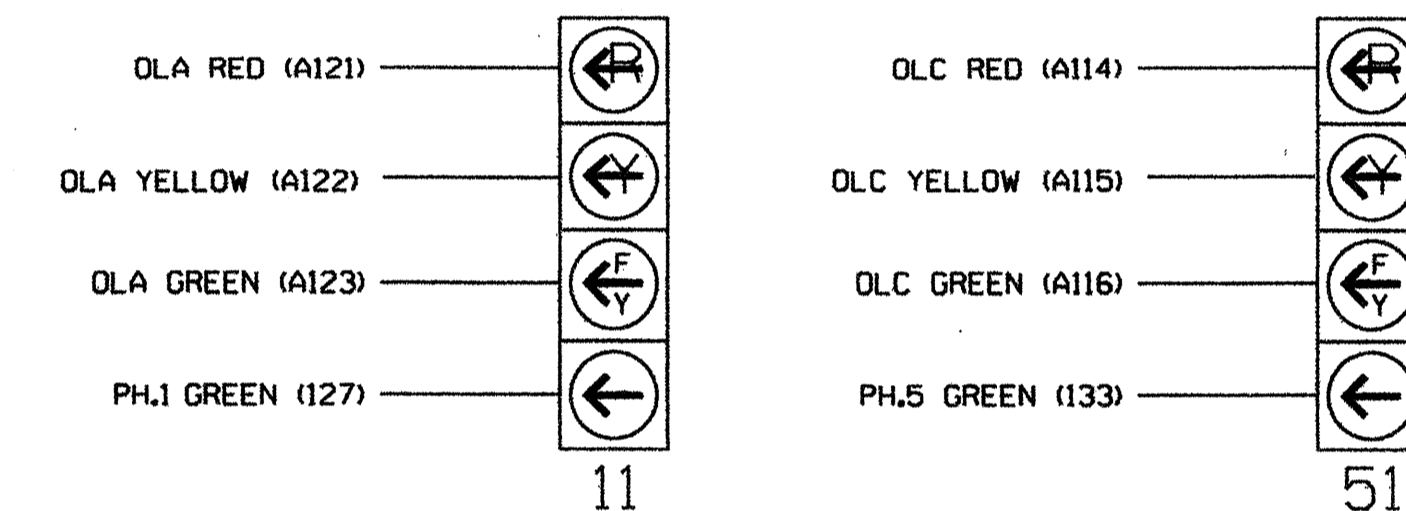 OLA RED (A121)
R
OLA YELLOW (A122)
Y
OLA GREEN (A123)
F
Y
PH.1 GREEN (127)
11
OLC RED (A114)
R
OLC YELLOW (A115)
Y
OLC GREEN (A116)
F
Y
PH.5 GREEN (133)
51